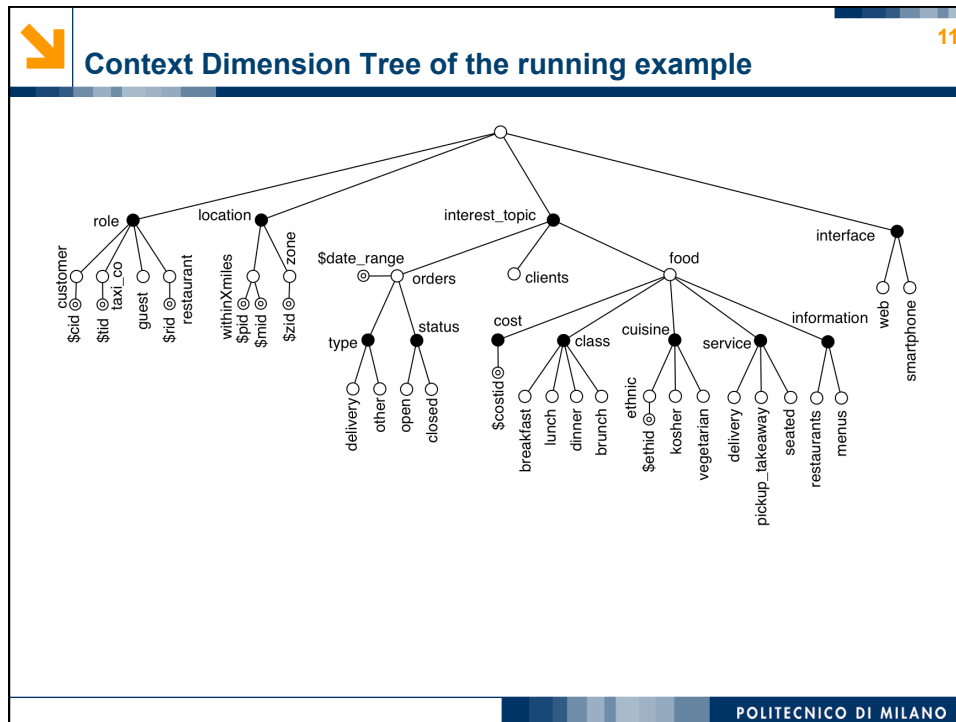 11
Context Dimension Tree of the running example
role
location
interest_topic
interface
customer
$cid
$tid
taxi_co
guest
$rid
restaurant
withinXmiles
$pid
$mid
zone
$zid
$date_range
orders
clients
food
web
smartphone
type
status
cost
class
cuisine
service
information
delivery
other
open
closed
$costid
breakfast
lunch
dinner
brunch
ethnic
$ethid
kosher
vegetarian
delivery
pickup_takeaway
seated
restaurants
menus
POLITECNICO DI MILANO